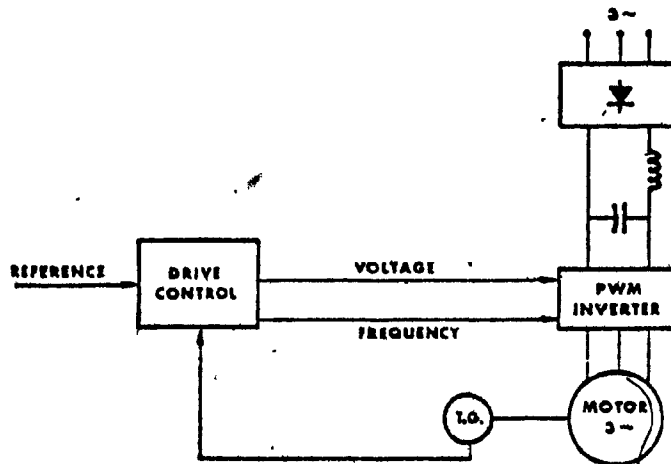 3~
REFERENCE
DRIVE
CONTROL
VOLTAGE
FREQUENCY
PWM
INVERTER
T.G.
MOTOR
3~